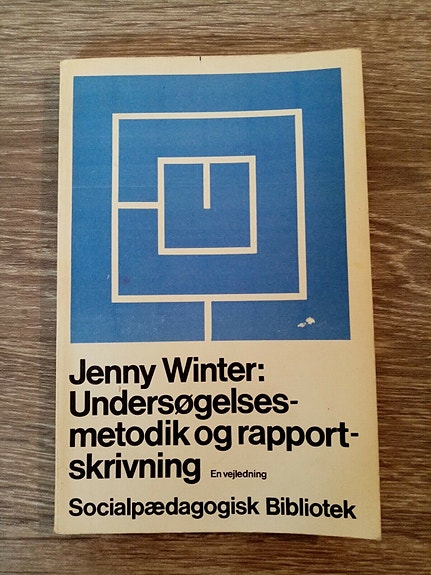 Jenny Winter:
Undersøgelses-
metodik og rapport-
skrivning En vejledning
Socialpædagogisk Bibliotek